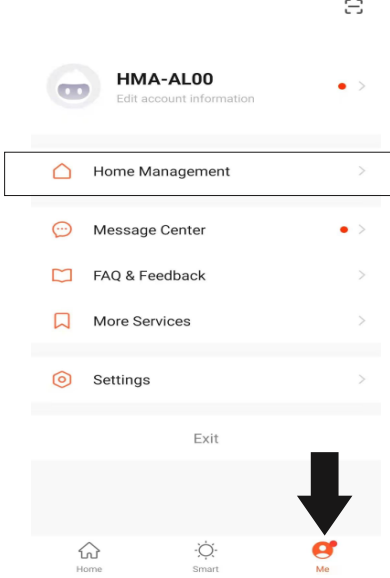 HMA-AL00
Edit account information
Home Management
Message Center
FAQ & Feedback
More Services
Settings
Exit
Home Smart Me